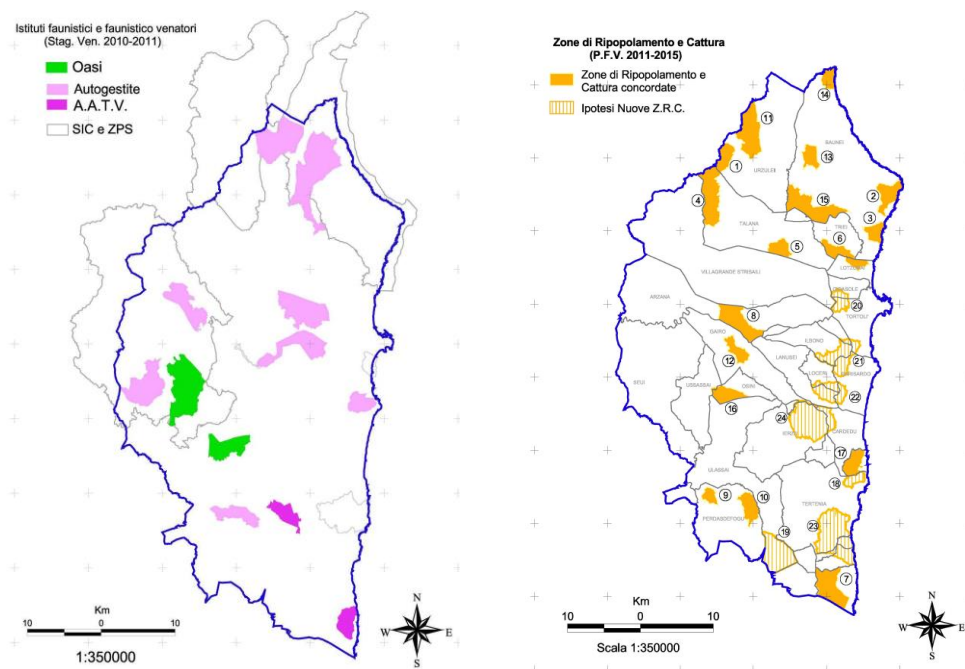 Istituti faunistici e faunistico venatori
(Stag. Ven. 2010-2011)
Oasi
Autogestite
A.A.T.V.
SIC e ZPS
Km
10
0
10
1:350000
N
W
E
S
Zone di Ripopolamento e Cattura
(P.F.V. 2011-2015)
Zone di Ripopolamento e
Cattura concordate
Ipotesi Nuove Z.R.C.
14
11
BAUNEI
13
1
URZULEI
15
2
4
3
TALANA
TRIEI
6
5
VILLAGRANDE STRISAILI
ARZANA
20
TORTOLI'
8
GAIRO
ILBONO
12
LANUSEI
21
LOCERI
SEUI
USSASSAI
OSINI
22
16
24
JERZU
CARDEDU
17
ULASSAI
18
9
10
TERTENIA
PERDASDEFOGU
23
19
7
Km
10
0
10
Scala 1:350000
N
W
E
S